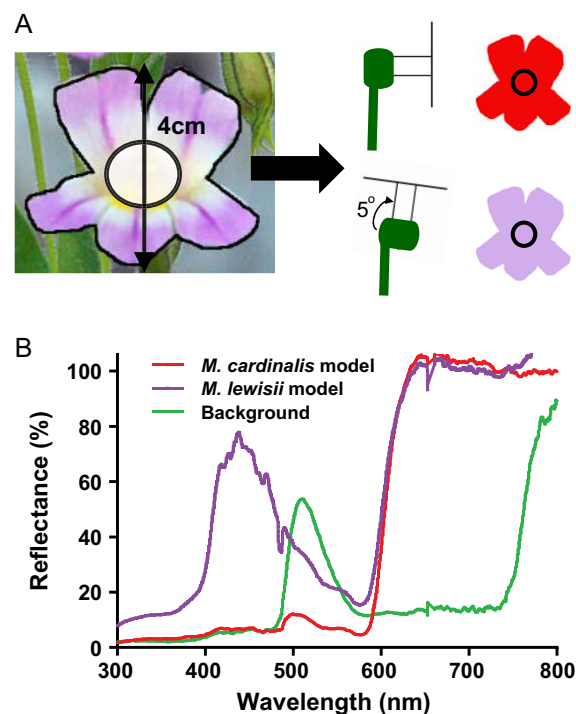 A
4cm
5°
B
M. cardinalis model
M. lewisii model
Background
Reflectance (%)
100
80
60
40
20
0
300 400 500 600 700 800
Wavelength (nm)